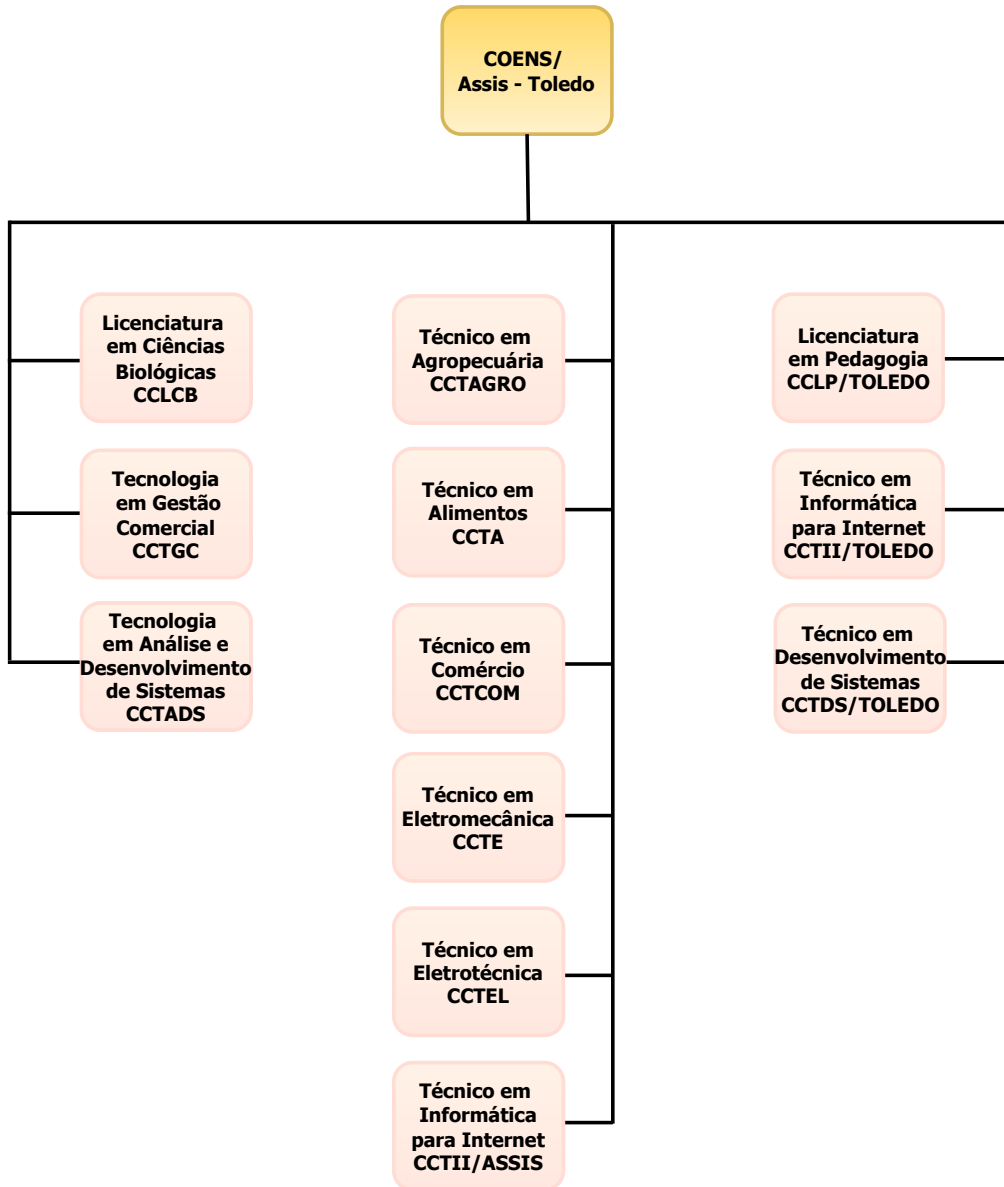 COENS/
Assis - Toledo
Licenciatura
em Ciências
Biológicas
CCLCB
Tecnologia
em Gestão
Comercial
CCTGC
Tecnologia
em Análise e
Desenvolvimento
de Sistemas
CCTADS
Técnico em
Agropecuária
CCTAGRO
Técnico em
Alimentos
CCTA
Técnico em
Comércio
CCTCOM
Técnico em
Eletromecânica
CCTE
Técnico em
Eletrotécnica
CCTEL
Técnico em
Informática
para Internet
CCTII/ASSIS
Licenciatura
em Pedagogia
CCLP/TOLEDO
Técnico em
Informática
para Internet
CCTII/TOLEDO
Técnico em
Desenvolvimento
de Sistemas
CCTDS/TOLEDO